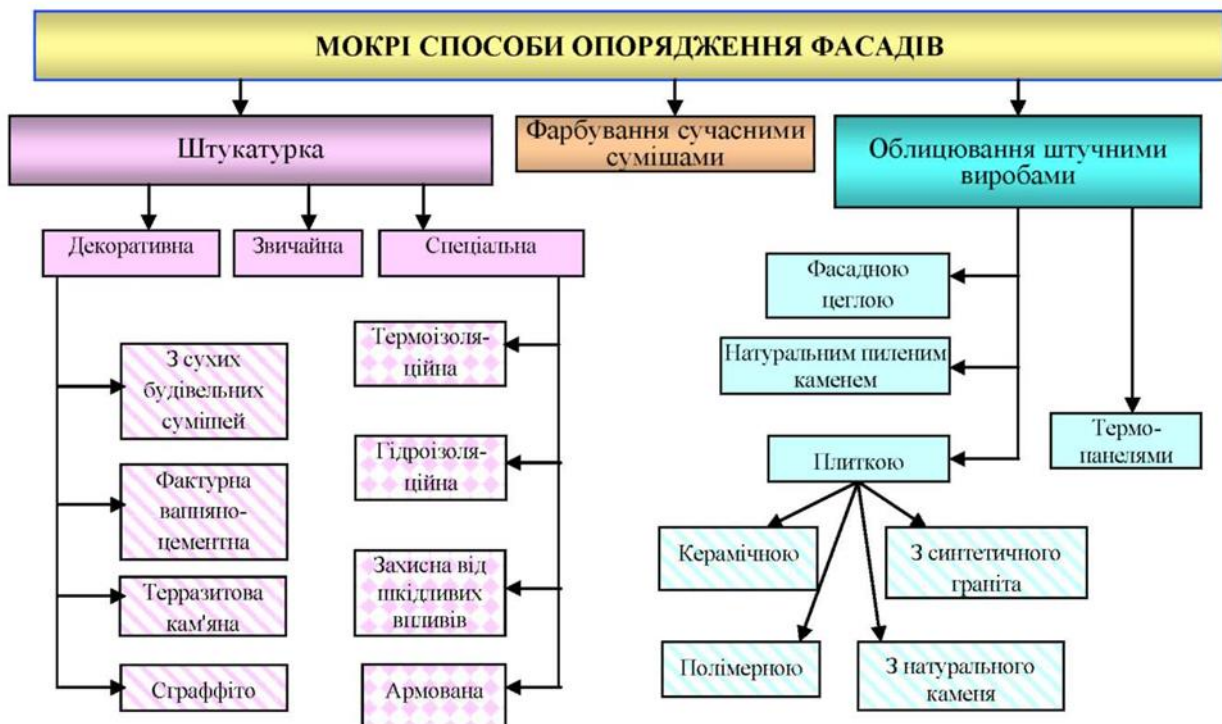 МОКРІ СПОСОБИ ОПОРЯДЖЕННЯ ФАСАДІВ
Штукатурка
Фарбування сучасними
сумішами
Облицювання штучними
виробами
Декоративна
Звичайна
Спеціальна
З сухих
будівельних
сумішей
Фактурна
вапняно-
цементна
Терразитова
кам'яна
Сграффіто
Термоізоля-
ційна
Гідроізоля-
ційна
Захисна від
шкідливих
впливів
Армована
Фасадною
цеглою
Натуральним пиленим
каменем
Плиткою
Термо-
панелями
Керамічною
З синтетичного
граніта
Полімерною
З натурального
каменя